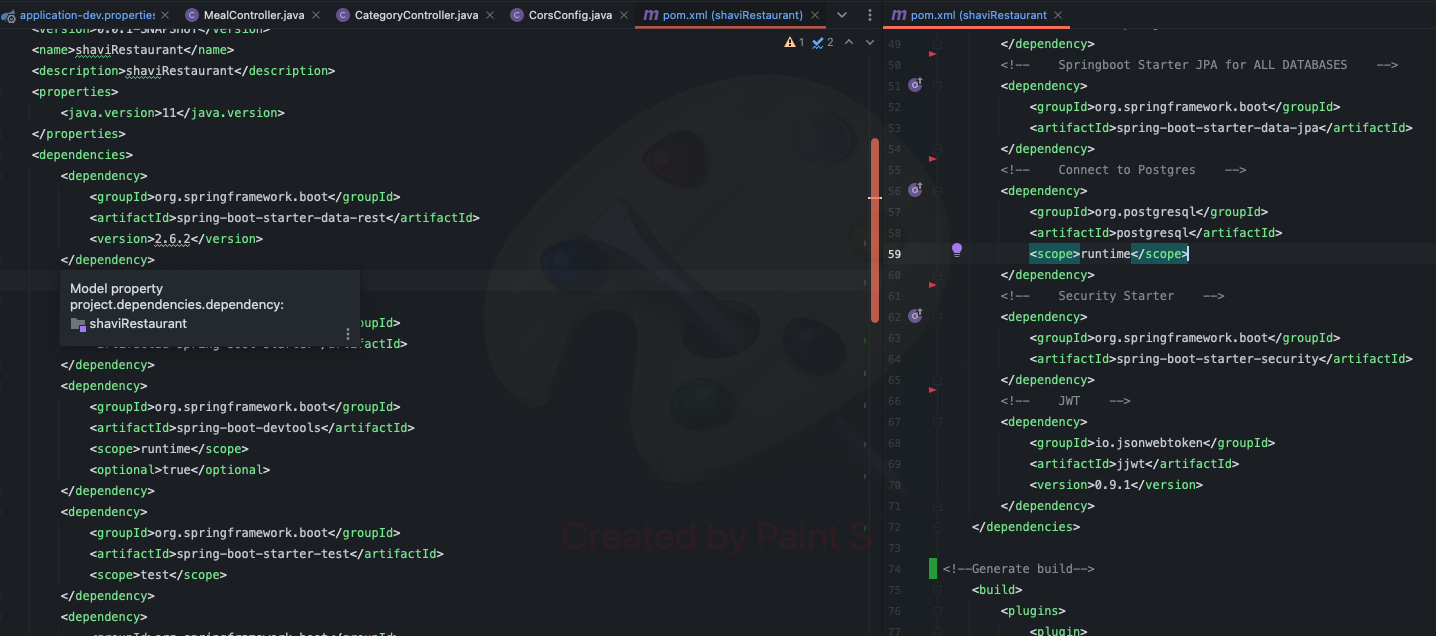 application-dev.properties
MealController.java
CategoryController.java
CorsConfig.java
pom.xml (shaviRestaurant)
pom.xml (shaviRestaurant
<version>0.0.1-SNAPSHOT</version>
<name>shaviRestaurant</name>
<description>shaviRestaurant</description>
<properties>
<java.version>11</java.version>
</properties>
<dependencies>
<dependency>
<groupId>org.springframework.boot</groupId>
<artifactId>spring-boot-starter-data-rest</artifactId>
<version>2.6.2</version>
</dependency>
Model property
project.dependencies.dependency:
shaviRestaurant
oupId>
</dependency>
<dependency>
<groupId>org.springframework.boot</groupId>
<artifactId>spring-boot-devtools</artifactId>
<scope>runtime</scope>
<optional>true</optional>
</dependency>
<dependency>
<groupId>org.springframework.boot</groupId>
<artifactId>spring-boot-starter-test</artifactId>
<scope>test</scope>
</dependency>
<dependency>
1 2
Created by Paint S
49 </dependency>
50 <!-- Springboot Starter JPA for ALL DATABASES -->
51 <dependency>
52 <groupId>org.springframework.boot</groupId>
53 <artifactId>spring-boot-starter-data-jpa</artifactId>
54 </dependency>
55 <!-- Connect to Postgres -->
56 <dependency>
57 <groupId>org.postgresql</groupId>
58 <artifactId>postgresql</artifactId>
59 <scope>runtime</scope>
60 </dependency>
61 <!-- Security Starter -->
62 <dependency>
63 <groupId>org.springframework.boot</groupId>
64 <artifactId>spring-boot-starter-security</artifactId>
65 </dependency>
66 <!-- JWT -->
67 <dependency>
68 <groupId>io.jsonwebtoken</groupId>
69 <artifactId>jjwt</artifactId>
70 <version>0.9.1</version>
71 </dependency>
72 </dependencies>
73
74 <!--Generate build-->
75 <build>
76 <plugins>
77 <plugin>